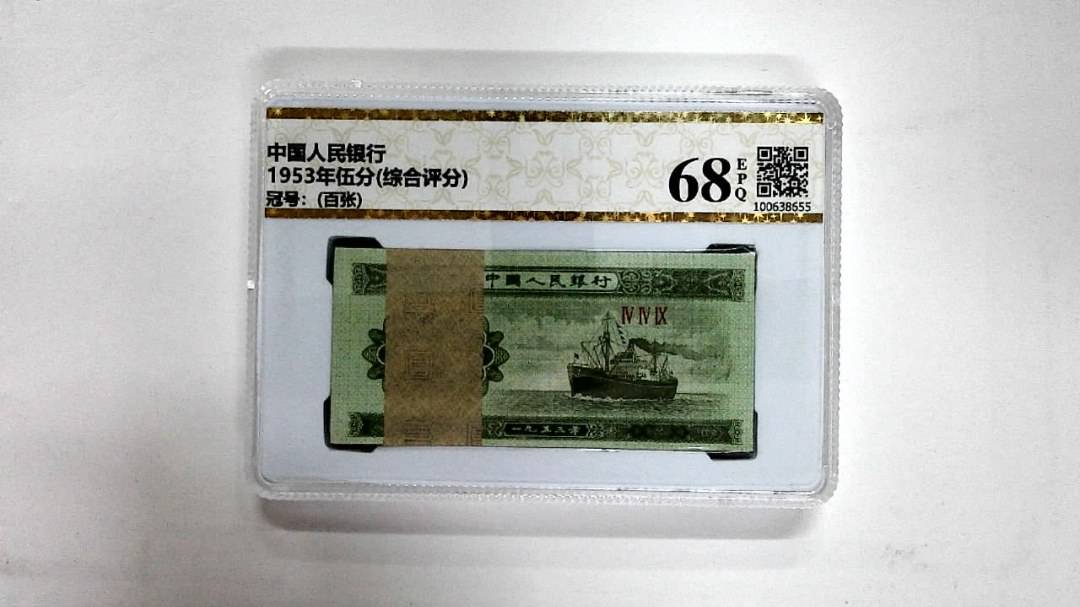 中国人民银行
1953年伍分(综合评分)
冠号：(百张)
68
EPQ
100638655
中國人民銀行
IV IV IX
一九五三年